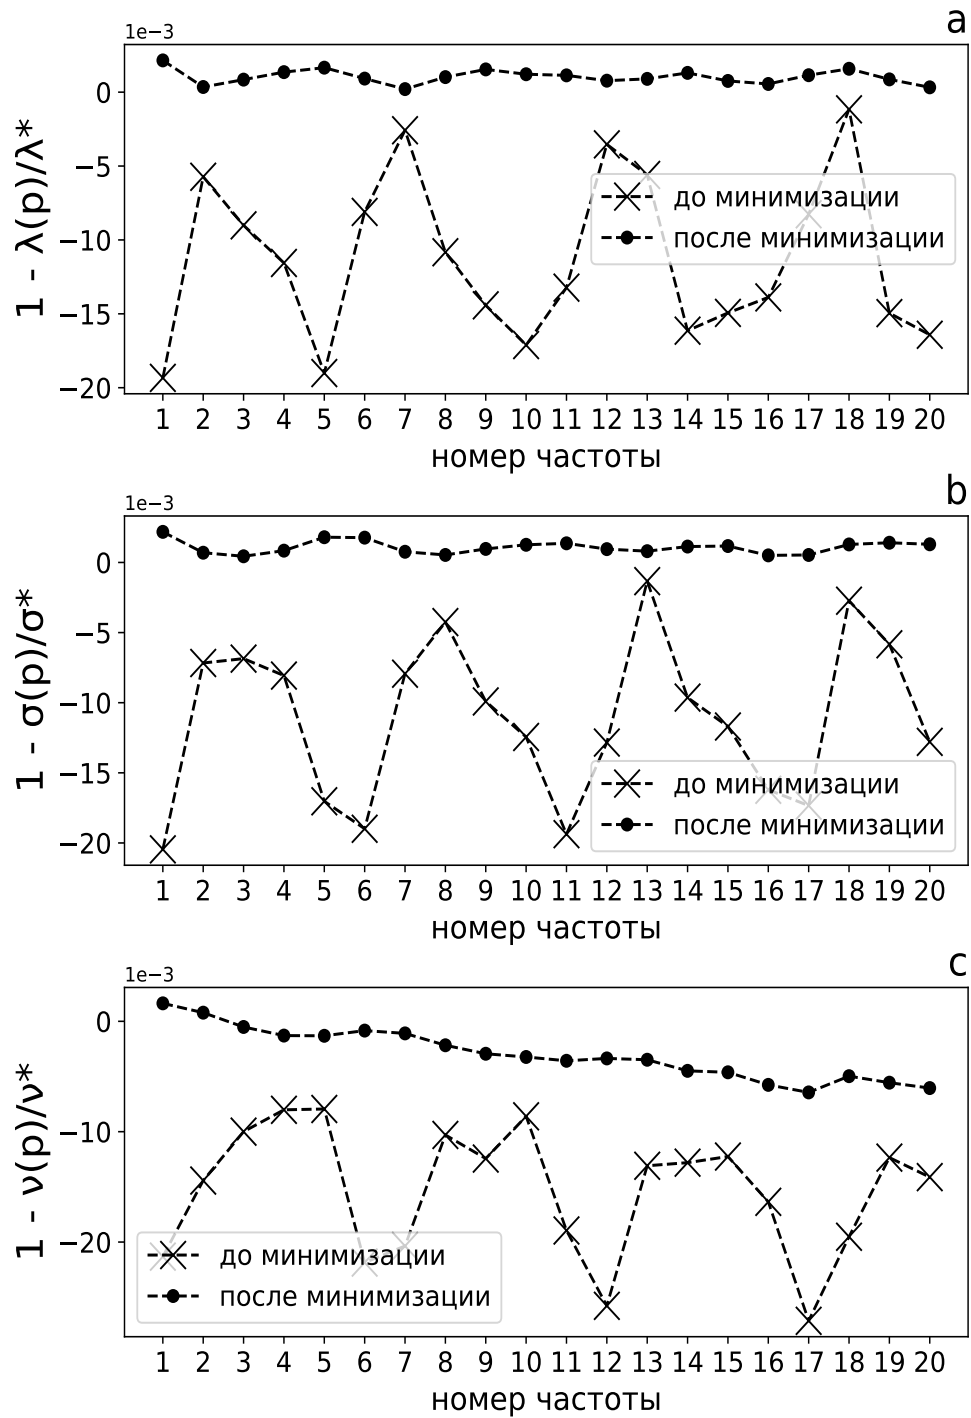 a
1e−3
1 - λ(p)/λ*
0
−5
−10
−15
−20
до минимизации
после минимизации
1 2 3 4 5 6 7 8 9 10 11 12 13 14 15 16 17 18 19 20
номер частоты
b
1e−3
1 - σ(p)/σ*
0
−5
−10
−15
−20
до минимизации
после минимизации
1 2 3 4 5 6 7 8 9 10 11 12 13 14 15 16 17 18 19 20
номер частоты
c
1e−3
1 - ν(p)/ν*
0
−10
−20
до минимизации
после минимизации
1 2 3 4 5 6 7 8 9 10 11 12 13 14 15 16 17 18 19 20
номер частоты